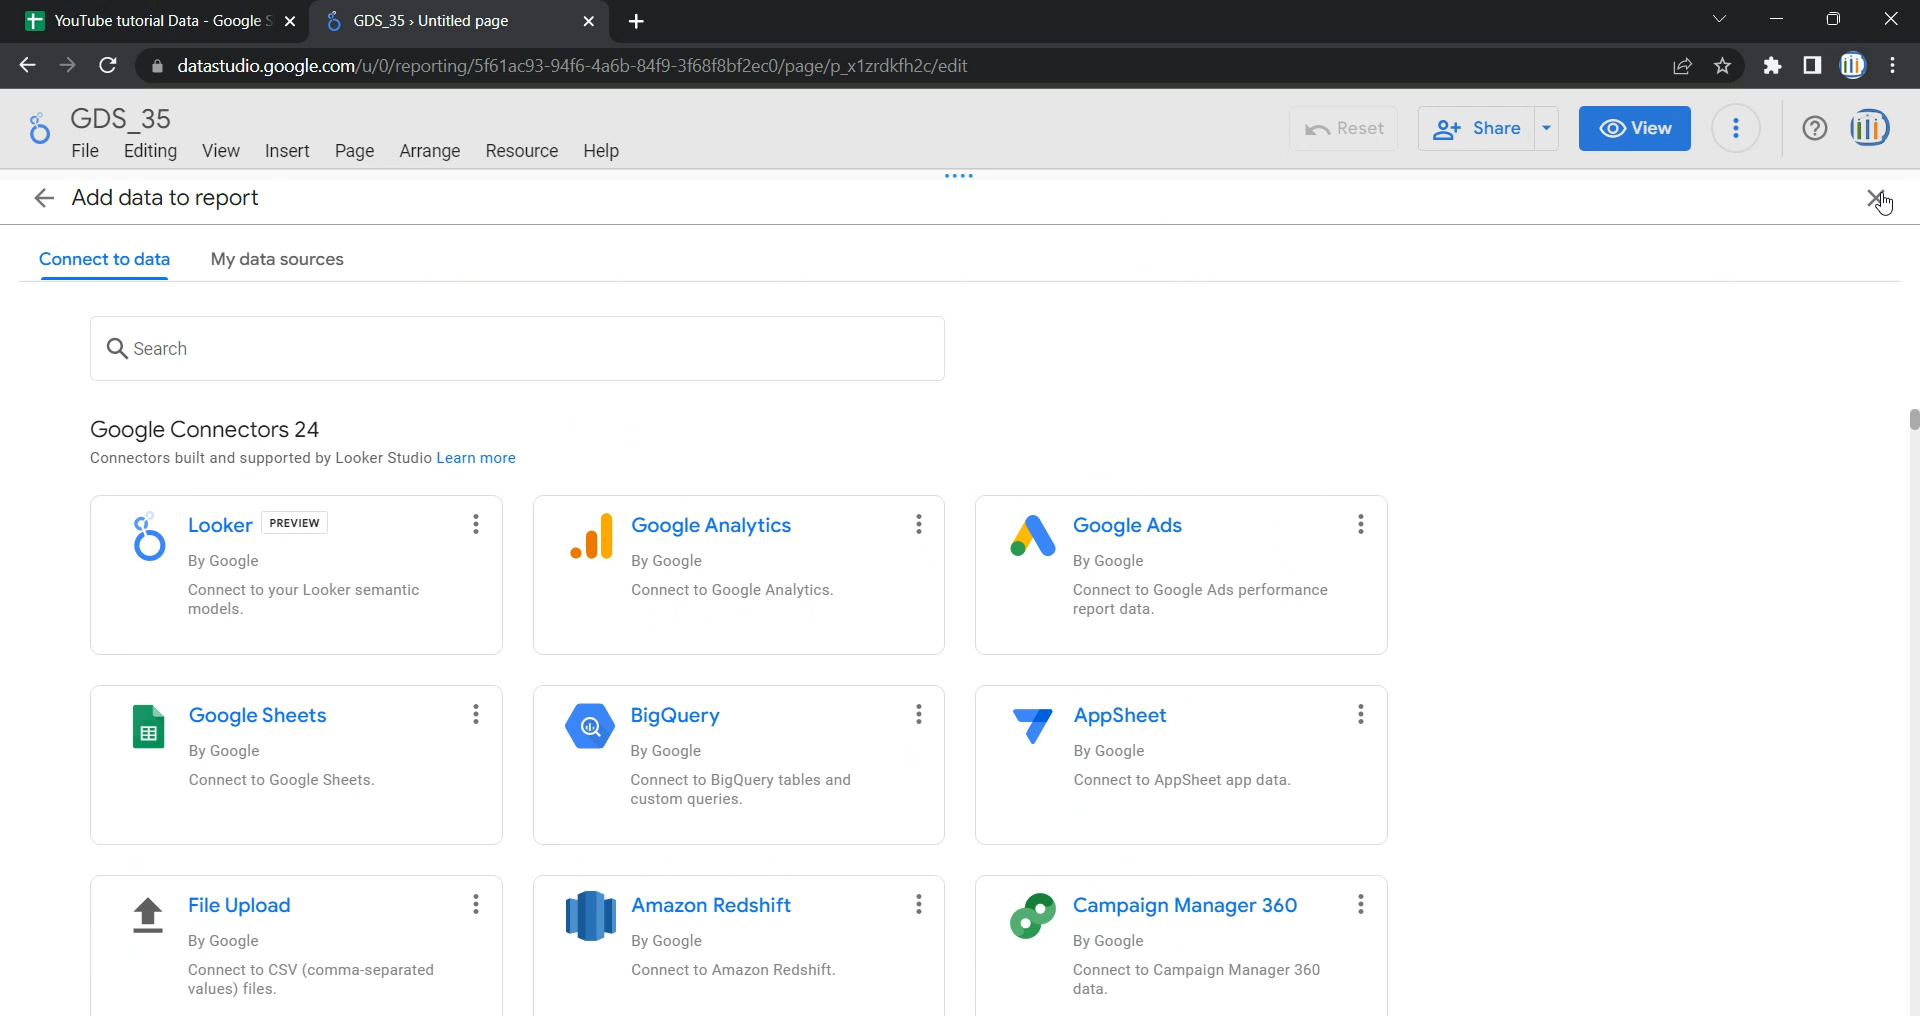 YouTube tutorial Data - Google S
GDS_35 › Untitled page
datastudio.google.com/u/0/reporting/5f61ac93-94f6-4a6b-84f9-3f68f8bf2ec0/page/p_x1zrdkfh2c/edit
GDS_35
File Editing View Insert Page Arrange Resource Help
Reset Share View
Add data to report
Connect to data My data sources
Search
Google Connectors 24
Connectors built and supported by Looker Studio Learn more
Looker PREVIEW
By Google
Connect to your Looker semantic
models.
Google Analytics
By Google
Connect to Google Analytics.
Google Ads
By Google
Connect to Google Ads performance
report data.
Google Sheets
By Google
Connect to Google Sheets.
BigQuery
By Google
Connect to BigQuery tables and
custom queries.
AppSheet
By Google
Connect to AppSheet app data.
File Upload
By Google
Connect to CSV (comma-separated
values) files.
Amazon Redshift
By Google
Connect to Amazon Redshift.
Campaign Manager 360
By Google
Connect to Campaign Manager 360
data.